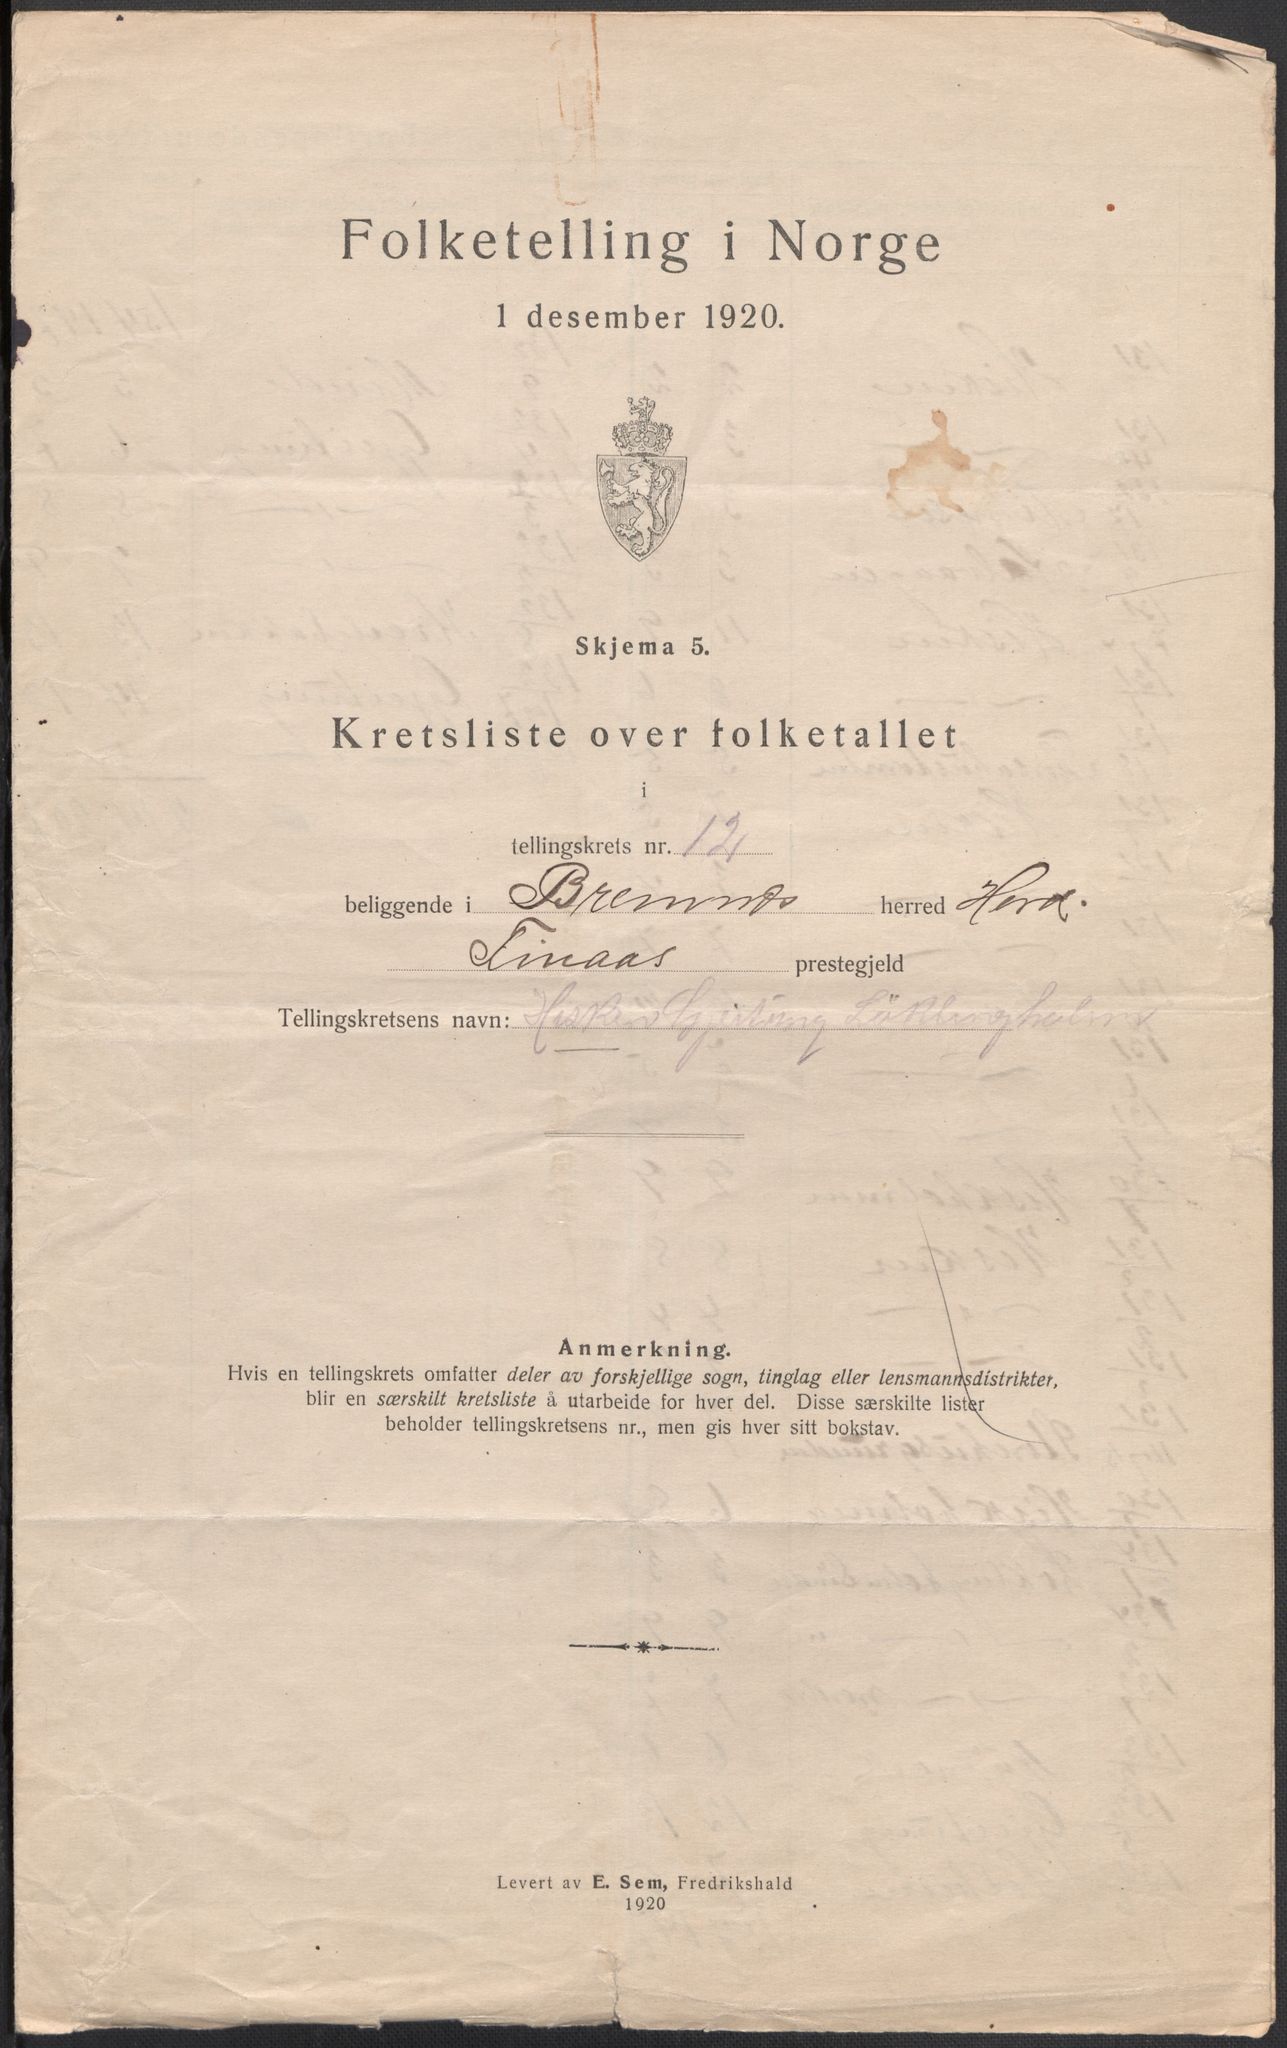 Folketelling i Norge
1 desember 1920.
Skjema 5.
Kretsliste over folketallet
i
tellingskrets nr. 12
beliggende i Bremnes herred Hord.
Finaas prestegjeld
Tellingskretsens navn: Hisken Gjeitung Løklingholm
Anmerkning.
Hvis en tellingskrets omfatter deler av forskjellige sogn, tinglag eller lensmannsdistrikter,
blir en særskilt kretsliste å utarbeide for hver del. Disse særskilte lister
beholder tellingskretsens nr., men gis hver sitt bokstav.
Levert av E. Sem, Fredrikshald
1920